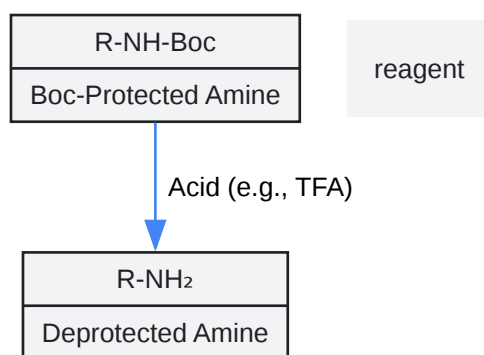 R-NH-Boc
Boc-Protected Amine
reagent
Acid (e.g., TFA)
R-NH₂
Deprotected Amine